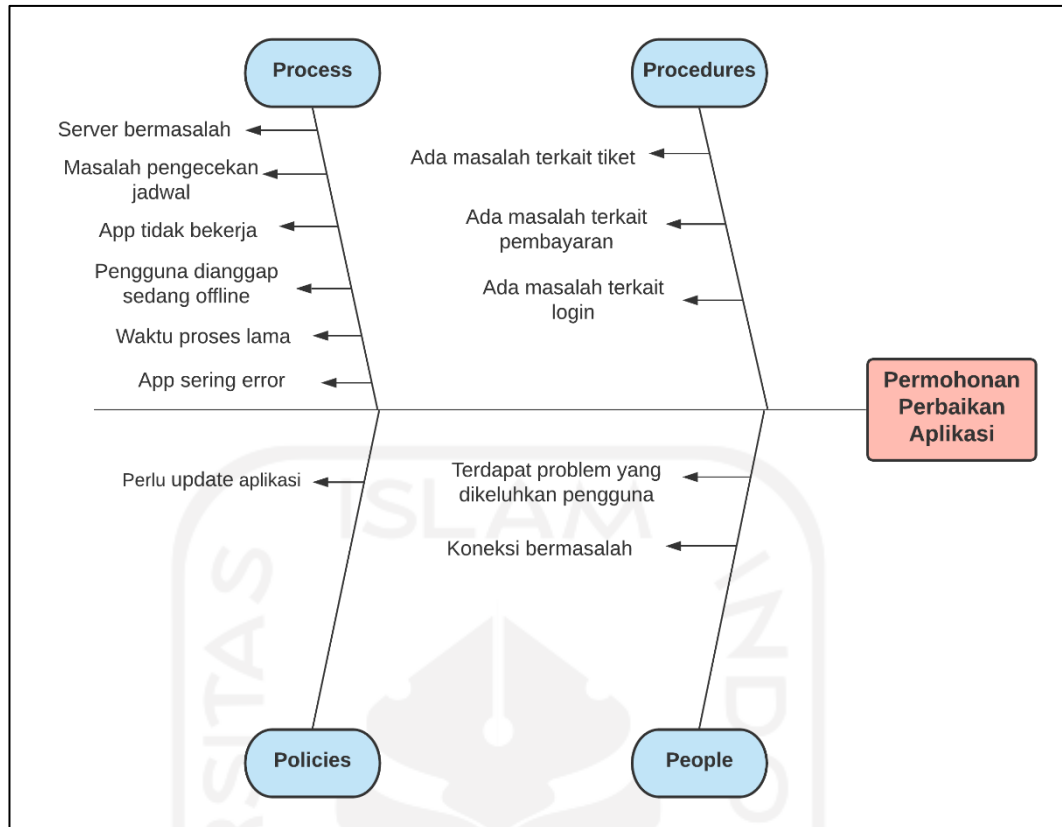 Process
Procedures
Server bermasalah
Masalah pengecekan
jadwal
App tidak bekerja
Pengguna dianggap
sedang offline
Waktu proses lama
App sering error
Ada masalah terkait tiket
Ada masalah terkait
pembayaran
Ada masalah terkait
login
Permohonan
Perbaikan
Aplikasi
Perlu update aplikasi
Terdapat problem yang
dikeluhkan pengguna
Koneksi bermasalah
Policies
People
ISLAM